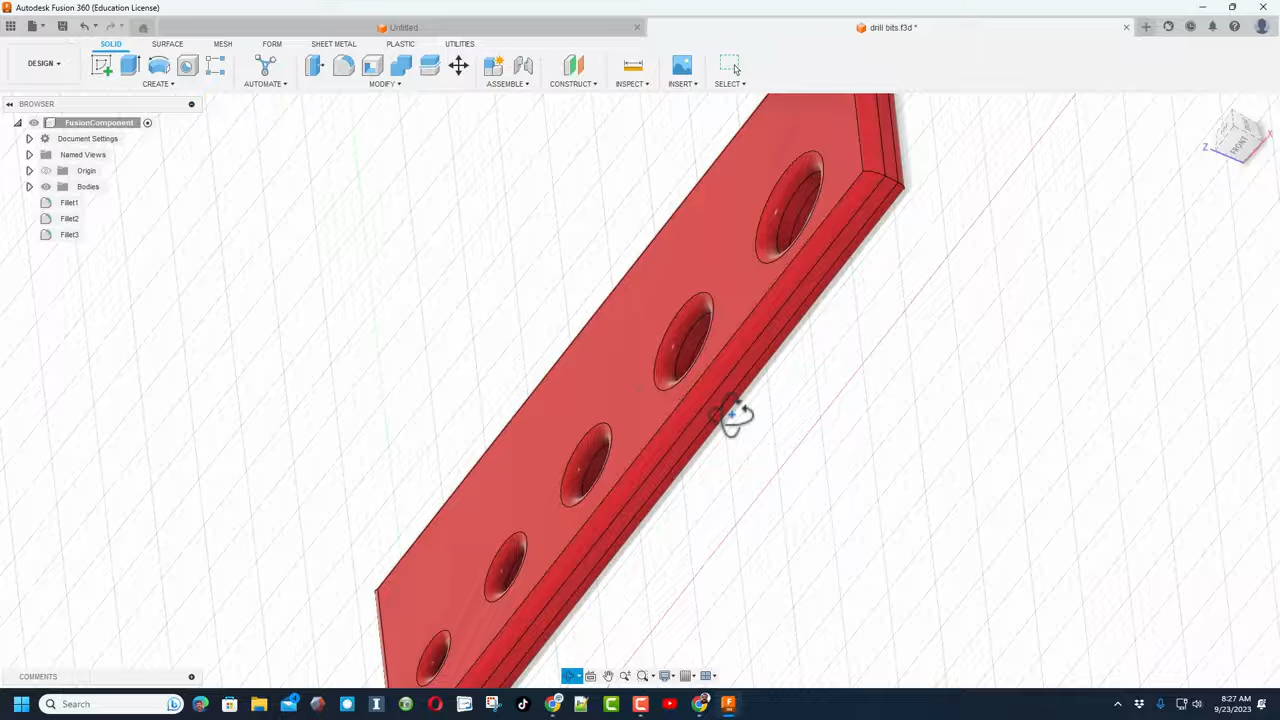 Autodesk Fusion 360 (Education License)
Untitled
drill bits.f3d*
DESIGN
SOLID
SURFACE
MESH
FORM
SHEET METAL
PLASTIC
UTILITIES
CREATE
AUTOMATE
MODIFY
ASSEMBLE
CONSTRUCT
INSPECT
INSERT
SELECT
BROWSER
FusionComponent
Document Settings
Named Views
Origin
Bodies
Fillet1
Fillet2
Fillet3
Z
FRONT
X
COMMENTS
Search
8:27 AM
9/23/2023